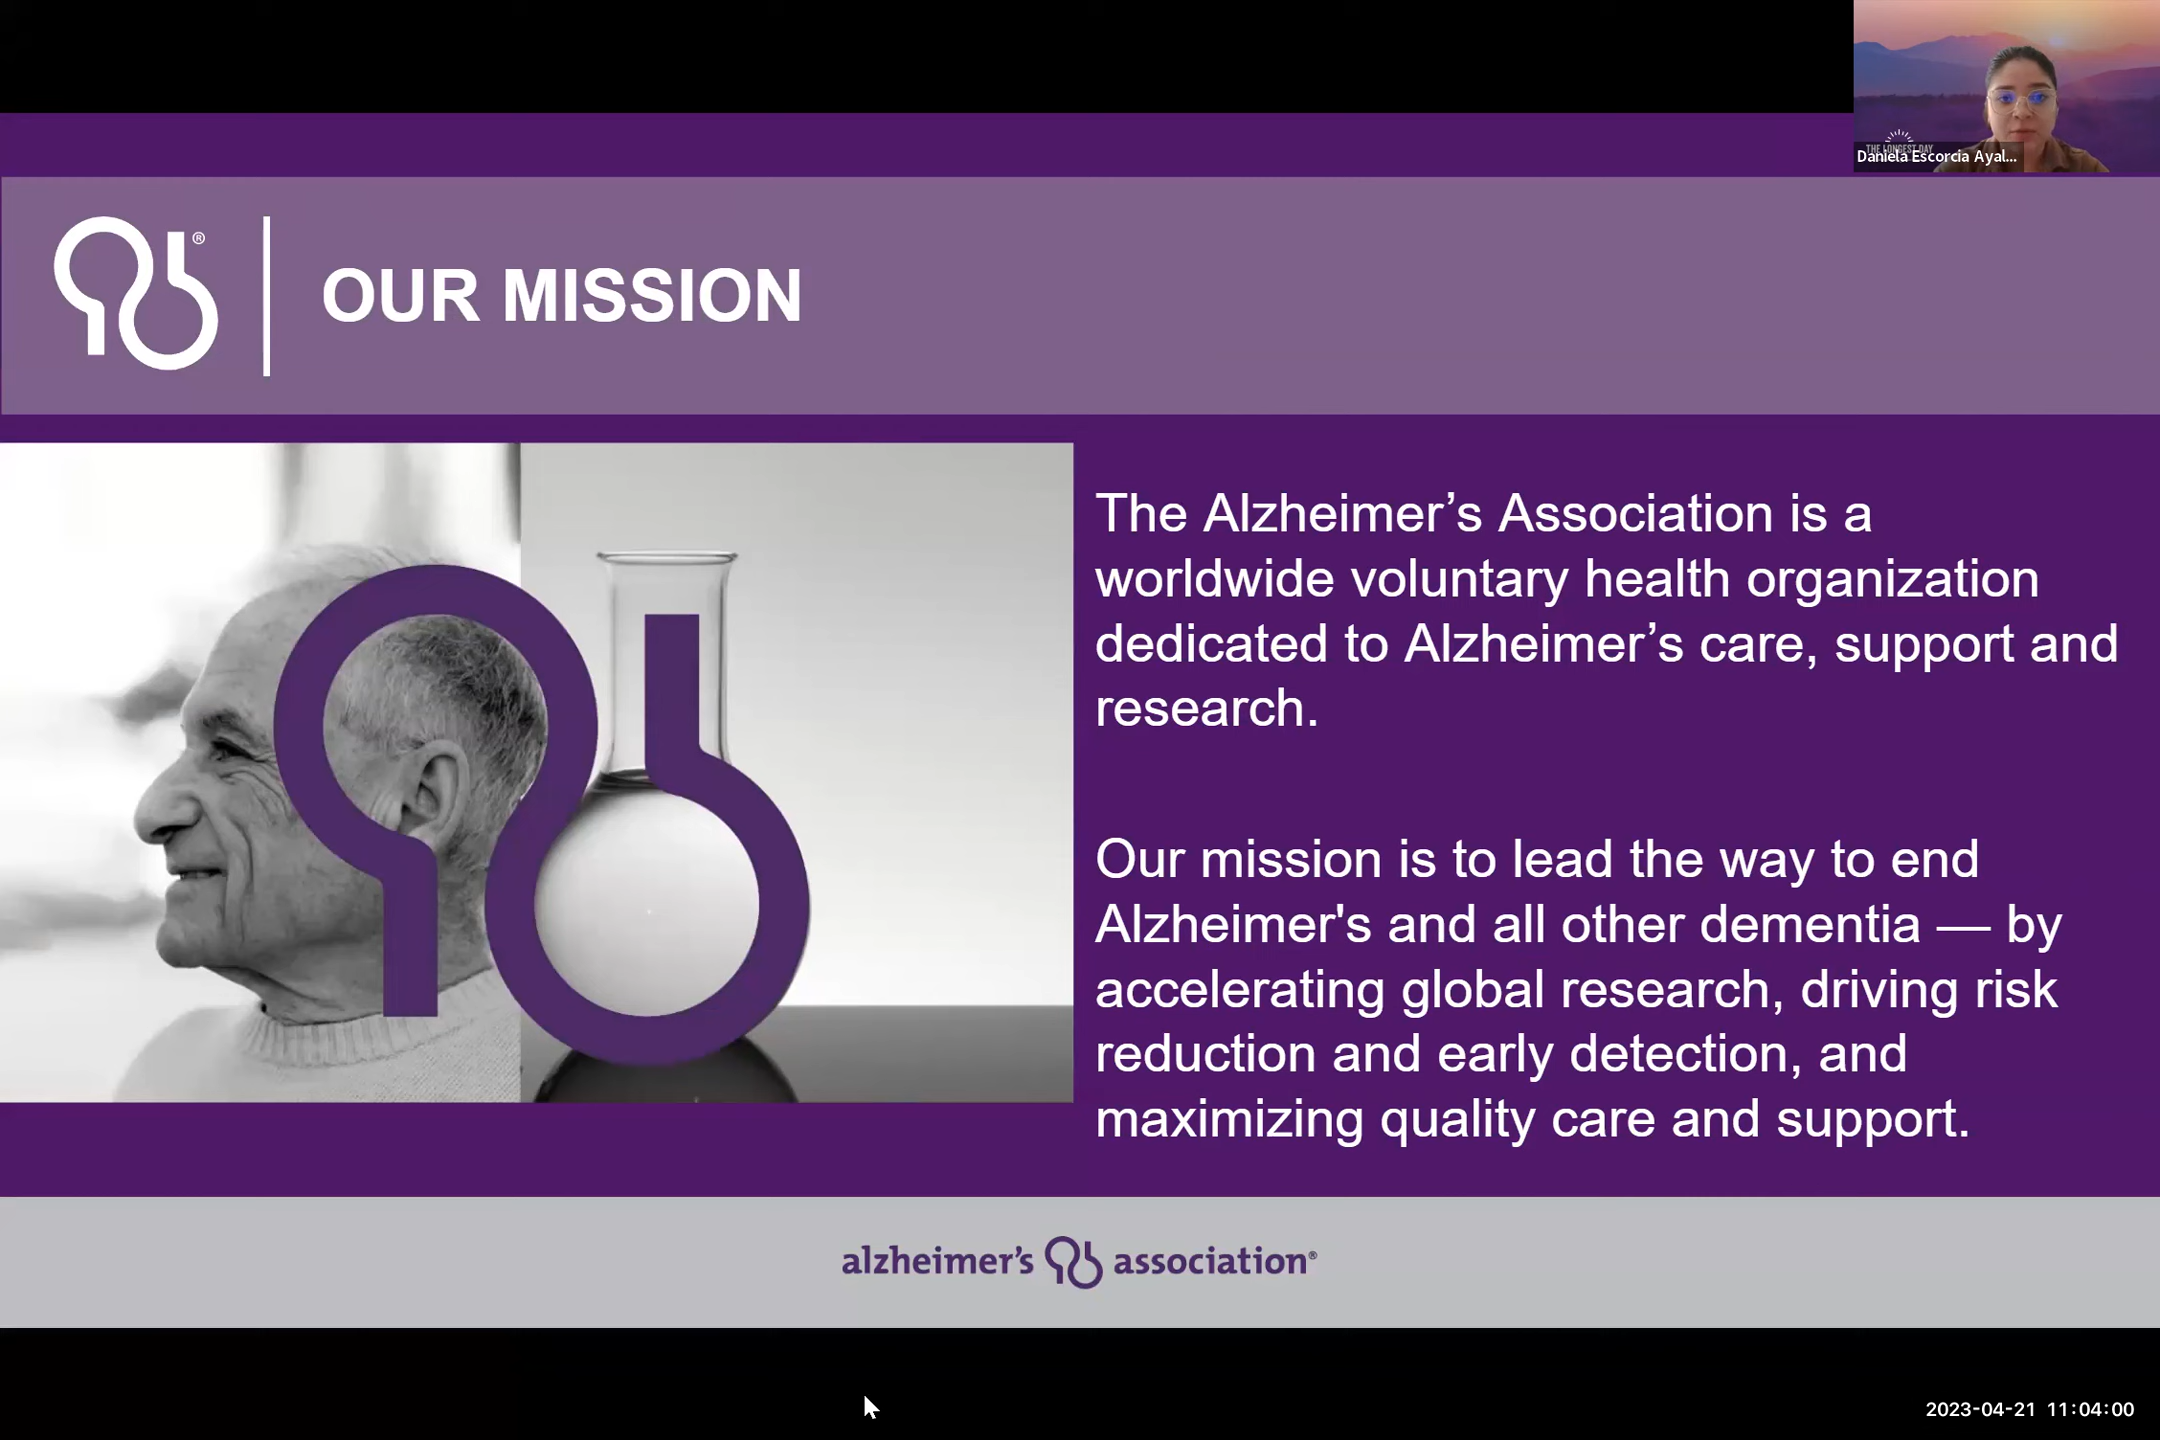 THE LONGEST DAY
Daniela Escorcia Ayal...
®
OUR MISSION
The Alzheimer’s Association is a
worldwide voluntary health organization
dedicated to Alzheimer’s care, support and
research.
Our mission is to lead the way to end
Alzheimer's and all other dementia — by
accelerating global research, driving risk
reduction and early detection, and
maximizing quality care and support.
alzheimer’s association®
2023-04-21 11:04:00